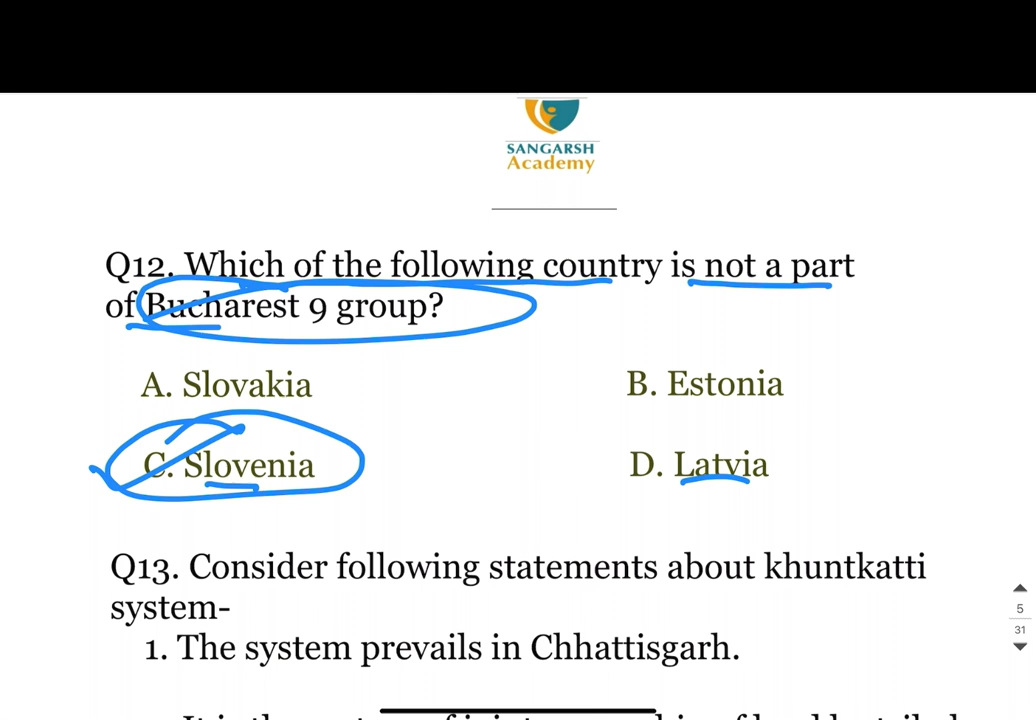 SANGARSH
Academy
Q12. Which of the following country is not a part
of Bucharest 9 group?
A. Slovakia
B. Estonia
C. Slovenia
D. Latvia
Q13. Consider following statements about khuntkatti
system-
1. The system prevails in Chhattisgarh.
5
31